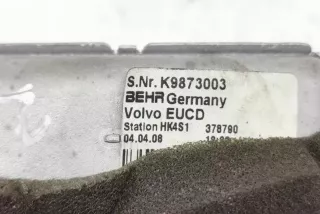 S.Nr. K9873003
BEHR Germany
Volvo EUCD
Station HK4S1 378790
04.04.08